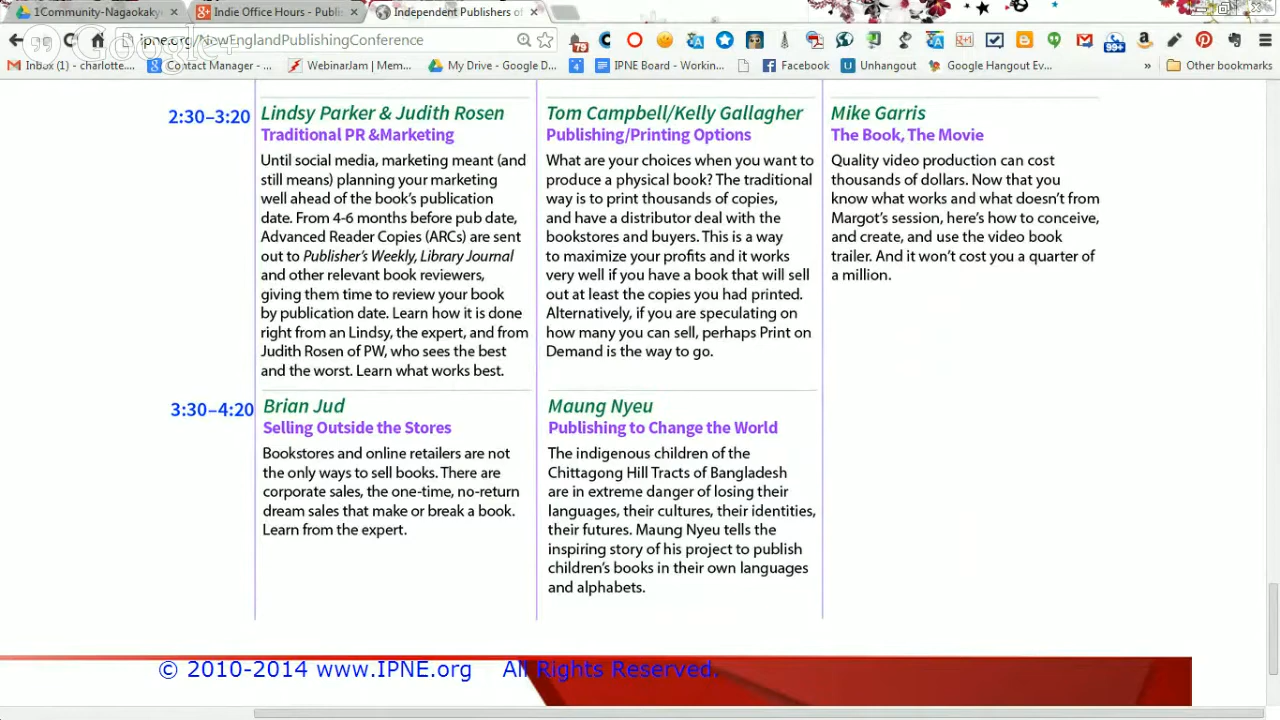 1Community-Nagaokaky
Indie Office Hours - Publis
Independent Publishers of
Google+
ipne.org/NewEnglandPublishingConference
79
99+
Inbox (1) - charlotte....
Contact Manager - ...
WebinarJam | Mem...
My Drive - Google D...
4
IPNE Board - Workin...
Facebook
Unhangout
Google Hangout Ev...
»
Other bookmarks
2:30–3:20
Lindsy Parker & Judith Rosen
Traditional PR &Marketing
Until social media, marketing meant (and
still means) planning your marketing
well ahead of the book's publication
date. From 4-6 months before pub date,
Advanced Reader Copies (ARCs) are sent
out to Publisher's Weekly, Library Journal
and other relevant book reviewers,
giving them time to review your book
by publication date. Learn how it is done
right from an Lindsy, the expert, and from
Judith Rosen of PW, who sees the best
and the worst. Learn what works best.
Tom Campbell/Kelly Gallagher
Publishing/Printing Options
What are your choices when you want to
produce a physical book? The traditional
way is to print thousands of copies,
and have a distributor deal with the
bookstores and buyers. This is a way
to maximize your profits and it works
very well if you have a book that will sell
out at least the copies you had printed.
Alternatively, if you are speculating on
how many you can sell, perhaps Print on
Demand is the way to go.
Mike Garris
The Book, The Movie
Quality video production can cost
thousands of dollars. Now that you
know what works and what doesn't from
Margot's session, here's how to conceive,
and create, and use the video book
trailer. And it won't cost you a quarter of
a million.
3:30–4:20
Brian Jud
Selling Outside the Stores
Bookstores and online retailers are not
the only ways to sell books. There are
corporate sales, the one-time, no-return
dream sales that make or break a book.
Learn from the expert.
Maung Nyeu
Publishing to Change the World
The indigenous children of the
Chittagong Hill Tracts of Bangladesh
are in extreme danger of losing their
languages, their cultures, their identities,
their futures. Maung Nyeu tells the
inspiring story of his project to publish
children's books in their own languages
and alphabets.
© 2010-2014 www.IPNE.org All Rights Reserved.